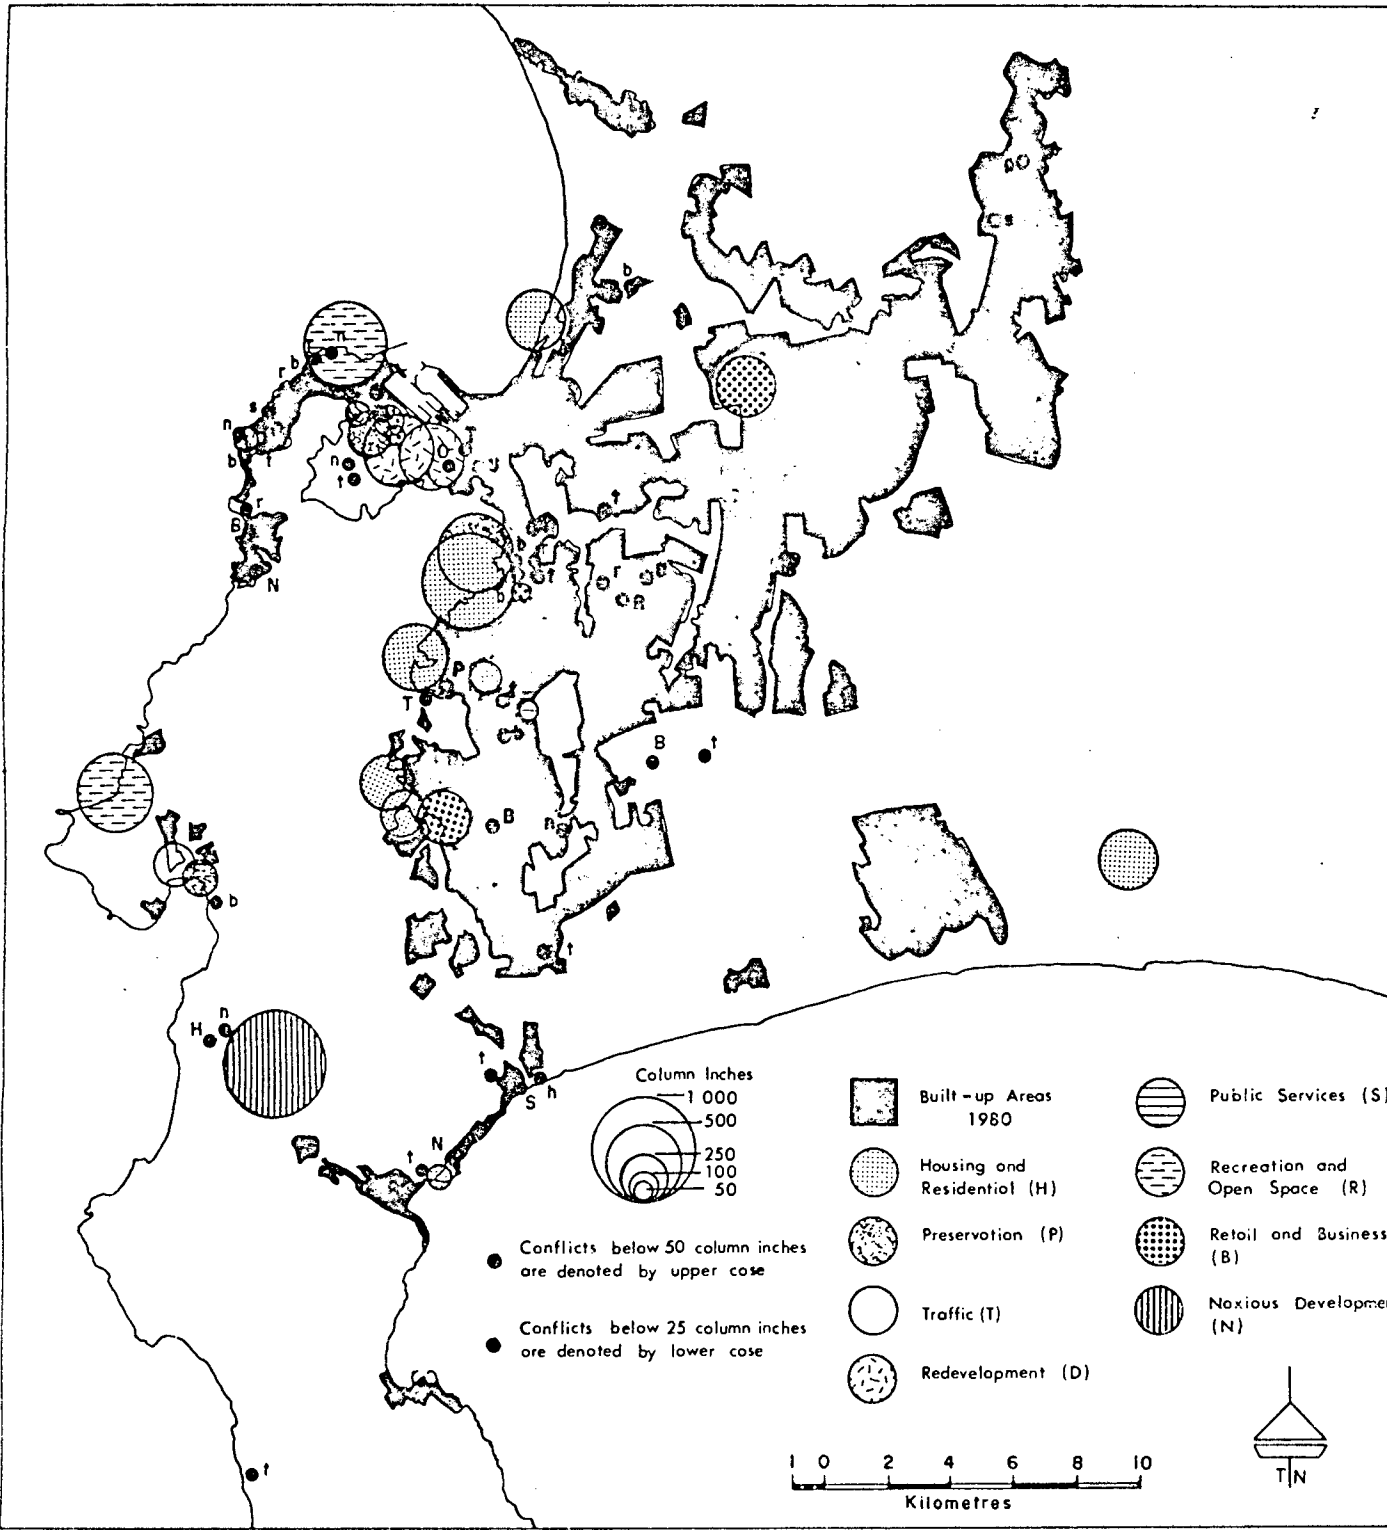 b
n
b
r
s
n
b
t
r
B
N
n
t
t
b
t
b
r
R
P
T
t
b
B
t
B
n
b
t
n
H
t
h
S
N
t
t
Column Inches
1 000
500
250
100
50
Conflicts below 50 column inches
are denoted by upper case
Conflicts below 25 column inches
are denoted by lower case
Built-up Areas
1980
Housing and
Residential (H)
Preservation (P)
Traffic (T)
Redevelopment (D)
Public Services (S)
Recreation and
Open Space (R)
Retail and Business
(B)
Noxious Developme
(N)
1 0 2 4 6 8 10
Kilometres
T N